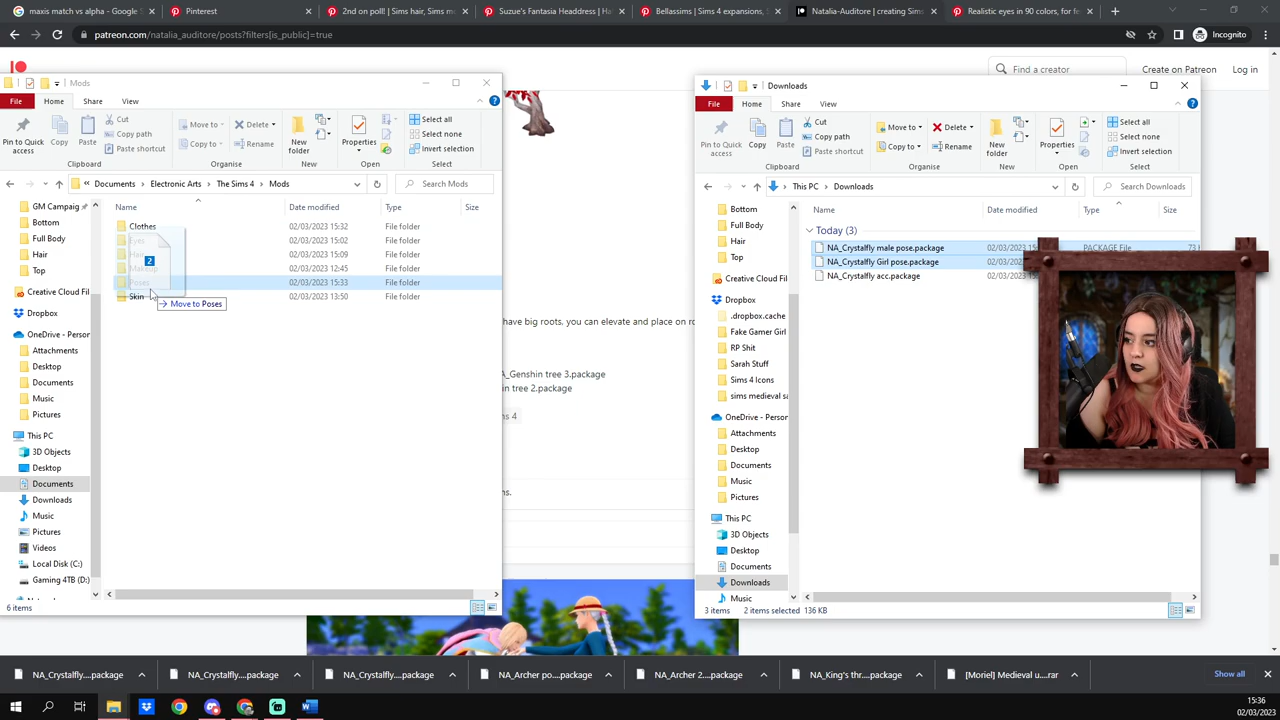 maxis match vs alpha - Google S
Pinterest
2nd on poll! | Sims hair, Sims m
Suzue's Fantasia Headdress | Ha
Bellassims | Sims 4 expansions,
Natalia-Auditore | creating Sims
Realistic eyes in 90 colors, for fe
patreon.com/natalia_auditore/posts?filters[is_public]=true
Incognito
Find a creator
Create on Patreon
Log in
Mods
File Home Share View
Pin to Quick access
Copy
Paste
Cut
Copy path
Paste shortcut
Move to
Copy to
Delete
Rename
New folder
Properties
Select all
Select none
Invert selection
Clipboard Organise New Open Select
« Documents > Electronic Arts > The Sims 4 > Mods
Search Mods
Name Date modified Type Size
GM Campaig
Bottom
Full Body
Hair
Top
Creative Cloud Fil
Dropbox
OneDrive - Person
Attachments
Desktop
Documents
Music
Pictures
This PC
3D Objects
Desktop
Documents
Downloads
Music
Pictures
Videos
Local Disk (C:)
Gaming 4TB (D:)
Clothes 02/03/2023 15:32 File folder
Eyes 02/03/2023 15:02 File folder
Hair 02/03/2023 15:09 File folder
Makeup 02/03/2023 12:45 File folder
Poses 02/03/2023 15:33 File folder
Skin 02/03/2023 13:50 File folder
2
Move to Poses
6 items
have big roots, you can elevate and place on ro
A_Genshin tree 3.package
in tree 2.package
ns 4
ns.
Downloads
File Home Share View
Pin to Quick access
Copy
Paste
Cut
Copy path
Paste shortcut
Move to
Copy to
Delete
Rename
New folder
Properties
Select all
Select none
Invert selection
Clipboard Organise New Open Select
This PC > Downloads
Search Downloads
Name Date modified Type Size
Bottom
Full Body
Hair
Top
Creative Cloud Fil
Dropbox
.dropbox.cache
Fake Gamer Girl
RP Shit
Sarah Stuff
Sims 4 Icons
sims medieval sa
OneDrive - Person
Attachments
Desktop
Documents
Music
Pictures
This PC
3D Objects
Desktop
Documents
Downloads
Music
Today (3)
NA_Crystalfly male pose.package 02/03/2023 15: PACKAGE File 73
NA_Crystalfly Girl pose.package 02/03/2023 15:
NA_Crystalfly acc.package 02/03/2023 15:
3 items 2 items selected 136 KB
NA_Crystalfly....package
NA_Crystalfly....package
NA_Crystalfly....package
NA_Archer po....package
NA_Archer 2....package
NA_King's thr....package
[Moriel] Medieval u....rar
Show all
15:36
02/03/2023